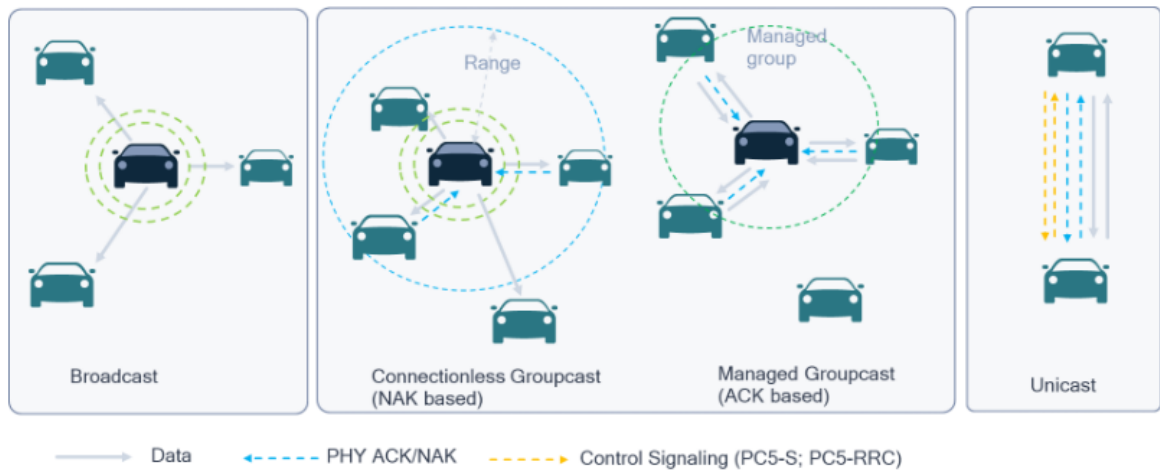 Range
Managed
group
Broadcast
Connectionless Groupcast
(NAK based)
Managed Groupcast
(ACK based)
Unicast
Data
PHY ACK/NAK
Control Signaling (PC5-S; PC5-RRC)